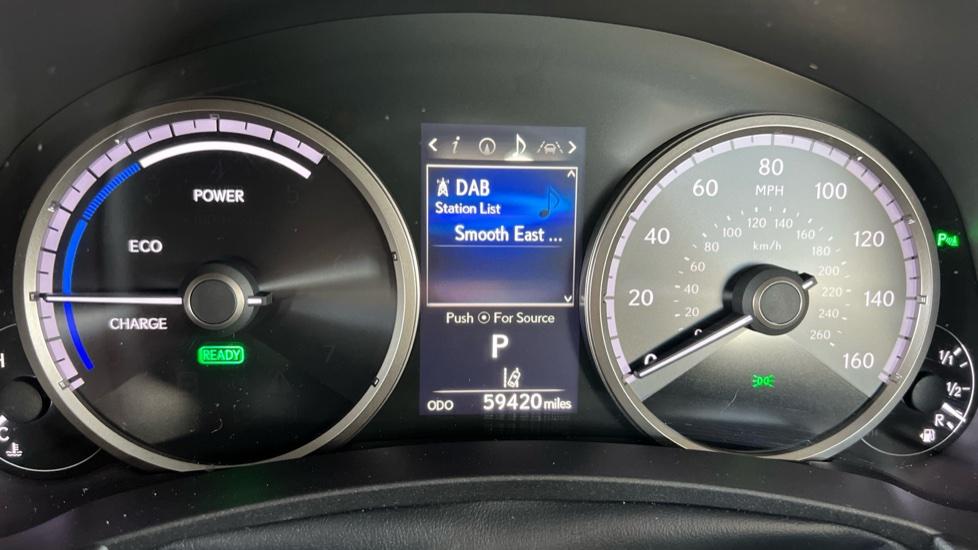 POWER
ECO
CHARGE
READY
H
C
i
DAB
Station List
Smooth East ...
Push ⦿ For Source
P
ODO 59420 miles
0
20
40
60
80
100
120
140
160
MPH
20
40
60
80
100
120
140
160
180
200
220
240
260
km/h
P
1/1
1/2
R